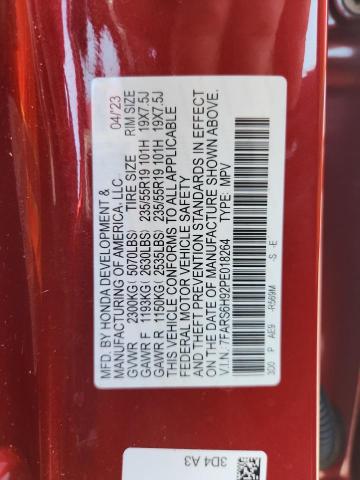 MFD. BY HONDA DEVELOPMENT & 04/23
MANUFACTURING OF AMERICA, LLC. TIRE SIZE RIM SIZE
GVWR 2300KG (5070LBS)
GAWR F 1193KG (2630LBS) 235/55R19 101H 19X7.5J
GAWR R 1150KG (2535LBS) 235/55R19 101H 19X7.5J
THIS VEHICLE CONFORMS TO ALL APPLICABLE
FEDERAL MOTOR VEHICLE SAFETY
AND THEFT PREVENTION STANDARDS IN EFFECT
ON THE DATE OF MANUFACTURE SHOWN ABOVE.
V.I.N.: 7FARS6H92PE018264 TYPE: MPV
3D0 P AE9 -R569M -S -E
3D4 A3